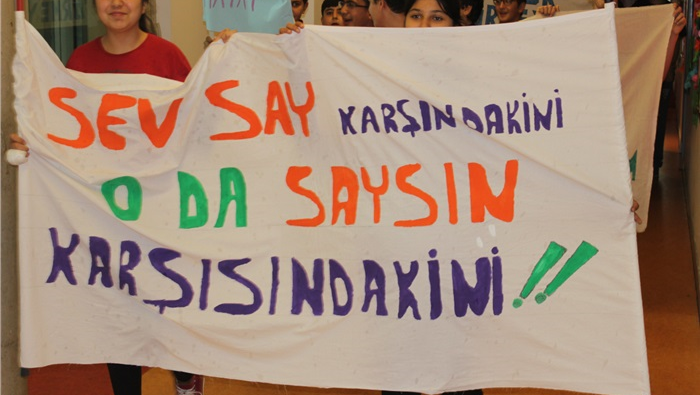 SEV SAY KARŞINDAKİNİ
O DA SAYSIN
KARŞISINDAKİNİ!!